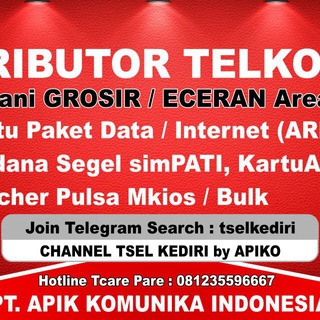 RIBUTOR TELKO
ani GROSIR / ECERAN Area
tu Paket Data / Internet (AR
dana Segel simPATI, KartuA
cher Pulsa Mkios / Bulk
Join Telegram Search : tselkediri
CHANNEL TSEL KEDIRI by APIKO
Hotline Tcare Pare : 081235596667
PT. APIK KOMUNIKA INDONESIA